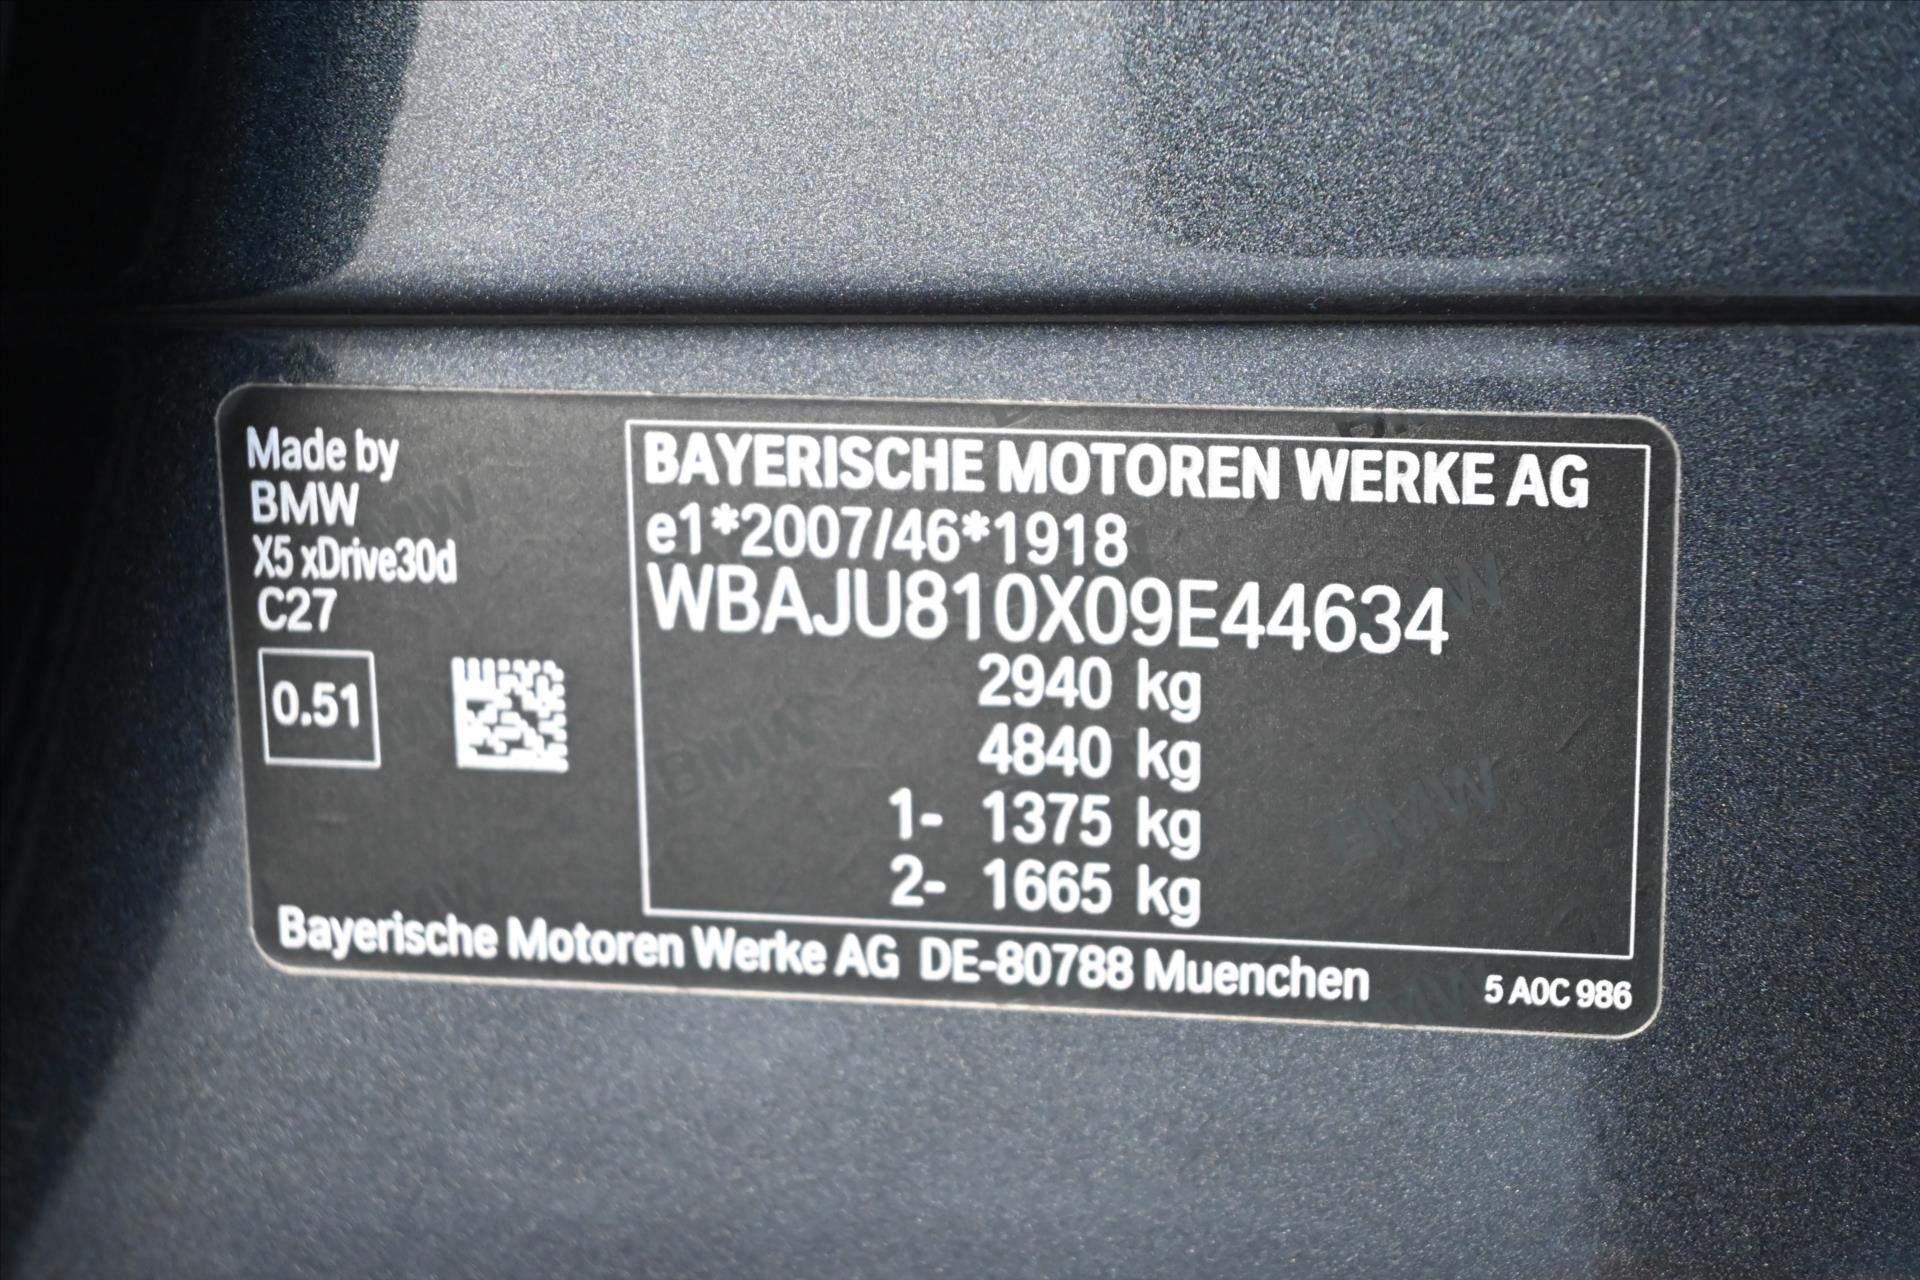 Made by
BMW
X5 xDrive30d
C27
0.51
BAYERISCHE MOTOREN WERKE AG
e1*2007/46*1918
WBAJU810X09E44634
2940 kg
4840 kg
1- 1375 kg
2- 1665 kg
Bayerische Motoren Werke AG DE-80788 Muenchen
5 A0C 986